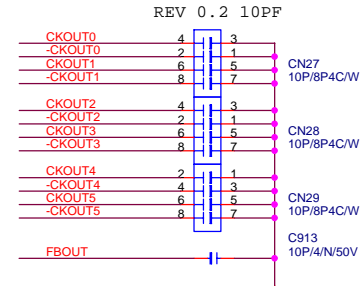 REV 0.2 10PF
CKOUT0 4 3
-CKOUT0 2 1
CKOUT1 6 5 CN27
-CKOUT1 8 7 10P/8P4C/W
CKOUT2 4 3
-CKOUT2 2 1
CKOUT3 6 5 CN28
-CKOUT3 8 7 10P/8P4C/W
CKOUT4 2 1
-CKOUT4 4 3
CKOUT5 6 5 CN29
-CKOUT5 8 7 10P/8P4C/W
C913
FBOUT 10P/4/N/50V